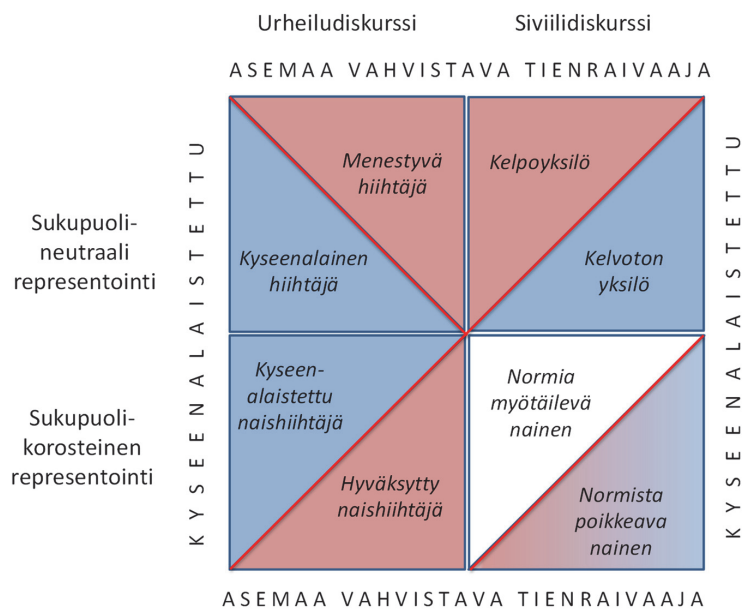 Urheiludiskurssi
Siviilidiskurssi
ASEMAA VAHVISTAVA TIENRAIVAAJA
KYSEENALAISTETTU
Sukupuoli-
neutraali
representointi
Menestyvä
hiihtäjä
Kelpoyksilö
Kyseenalainen
hiihtäjä
Kelvoton
yksilö
KYSEENALAISTETTU
Sukupuoli-
korosteinen
representointi
Kyseen-
alaistettu
naishiihtäjä
Normia
myötäilevä
nainen
Hyväksytty
naishiihtäjä
Normista
poikkeava
nainen
ASEMAA VAHVISTAVA TIENRAIVAAJA